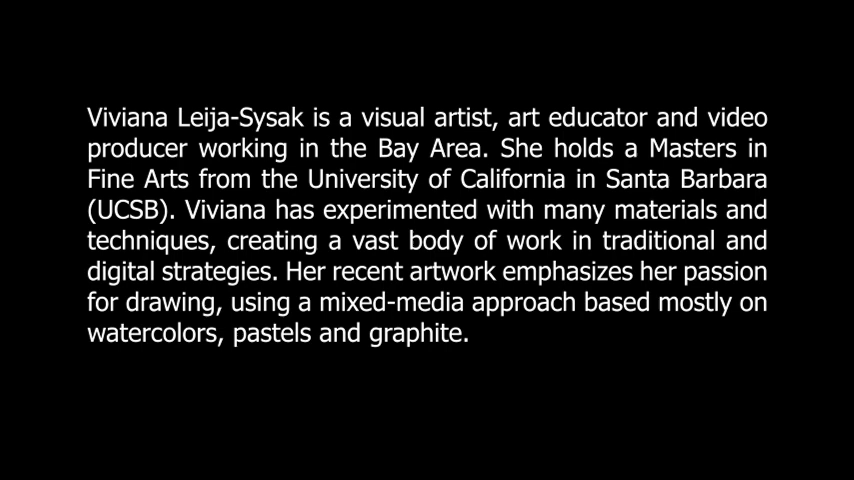 Viviana Leija-Sysak is a visual artist, art educator and video
producer working in the Bay Area. She holds a Masters in
Fine Arts from the University of California in Santa Barbara
(UCSB). Viviana has experimented with many materials and
techniques, creating a vast body of work in traditional and
digital strategies. Her recent artwork emphasizes her passion
for drawing, using a mixed-media approach based mostly on
watercolors, pastels and graphite.